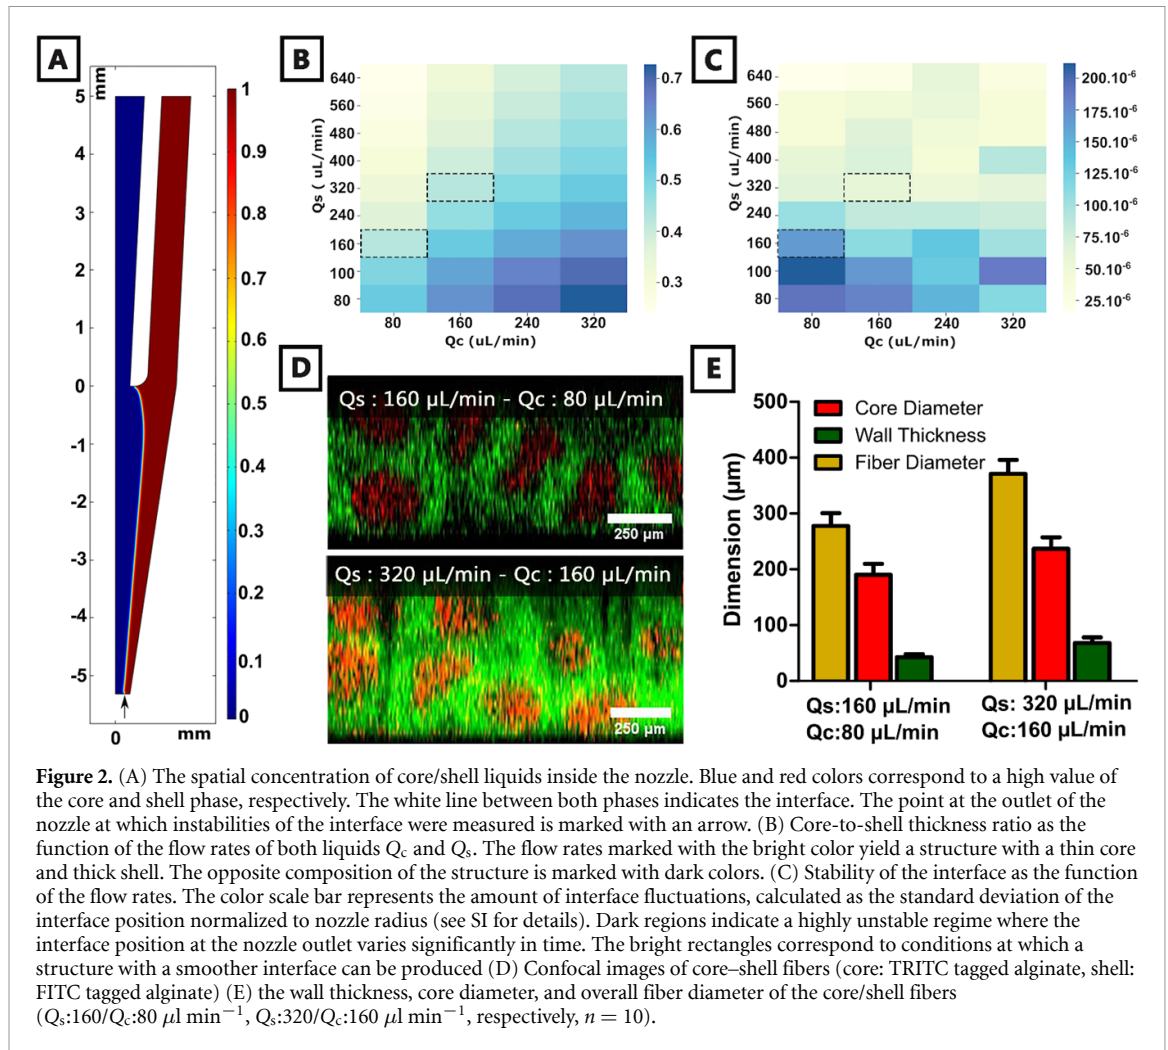 A
mm
5
4
3
2
1
0
-1
-2
-3
-4
-5
0
mm
1
0.9
0.8
0.7
0.6
0.5
0.4
0.3
0.2
0.1
0
B
Qs ( uL/min)
640
560
480
400
320
240
160
100
80
80 160 240 320
Qc (uL/min)
0.7
0.6
0.5
0.4
0.3
C
Qs ( uL/min)
640
560
480
400
320
240
160
100
80
80 160 240 320
Qc (uL/min)
200.10-6
175.10-6
150.10-6
125.10-6
100.10-6
75.10-6
50.10-6
25.10-6
D
Qs : 160 µL/min - Qc : 80 µL/min
250 µm
Qs : 320 µL/min - Qc : 160 µL/min
250 µm
E
Dimension (µm)
500
400
300
200
100
0
Core Diameter
Wall Thickness
Fiber Diameter
Qs:160 µL/min
Qc:80 µL/min
Qs: 320 µL/min
Qc:160 µL/min
Figure 2. (A) The spatial concentration of core/shell liquids inside the nozzle. Blue and red colors correspond to a high value of
the core and shell phase, respectively. The white line between both phases indicates the interface. The point at the outlet of the
nozzle at which instabilities of the interface were measured is marked with an arrow. (B) Core-to-shell thickness ratio as the
function of the flow rates of both liquids Qc and Qs. The flow rates marked with the bright color yield a structure with a thin core
and thick shell. The opposite composition of the structure is marked with dark colors. (C) Stability of the interface as the function
of the flow rates. The color scale bar represents the amount of interface fluctuations, calculated as the standard deviation of the
interface position normalized to nozzle radius (see SI for details). Dark regions indicate a highly unstable regime where the
interface position at the nozzle outlet varies significantly in time. The bright rectangles correspond to conditions at which a
structure with a smoother interface can be produced (D) Confocal images of core–shell fibers (core: TRITC tagged alginate, shell:
FITC tagged alginate) (E) the wall thickness, core diameter, and overall fiber diameter of the core/shell fibers
(Qs:160/Qc:80 µl min−1, Qs:320/Qc:160 µl min−1, respectively, n = 10).